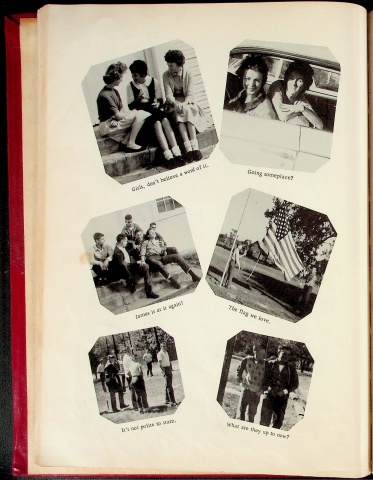 Girls, don't believe a word of it.
Going someplace?
James is at it again!
The flag we love.
It's not polite to stare.
What are they up to now?